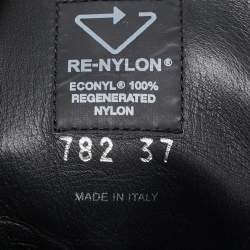 RE-NYLON®
ECONYL® 100%
REGENERATED
NYLON
782 37
MADE IN ITALY